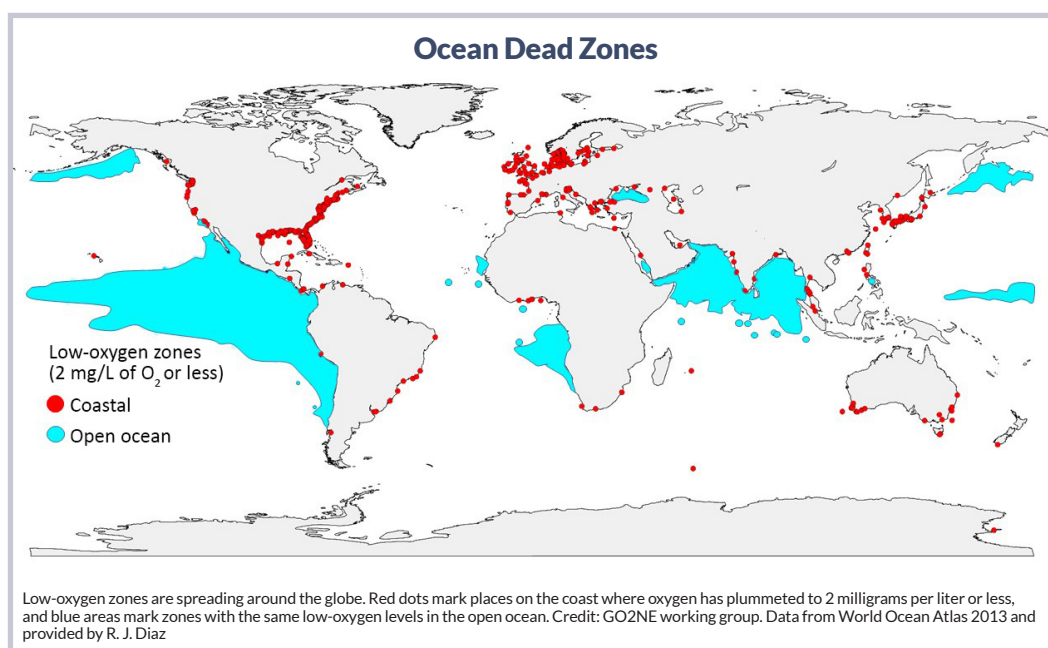 Ocean Dead Zones
Low-oxygen zones
(2 mg/L of O₂ or less)
Coastal
Open ocean
Low-oxygen zones are spreading around the globe. Red dots mark places on the coast where oxygen has plummeted to 2 milligrams per liter or less,
and blue areas mark zones with the same low-oxygen levels in the open ocean. Credit: GO2NE working group. Data from World Ocean Atlas 2013 and
provided by R. J. Diaz